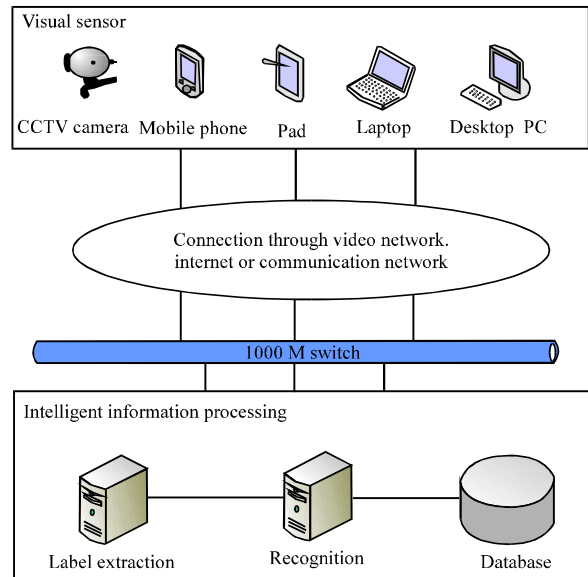 Visual sensor
CCTV camera
Mobile phone
Pad
Laptop
Desktop PC
Connection through video network.
internet or communication network
1000 M switch
Intelligent information processing
Label extraction
Recognition
Database